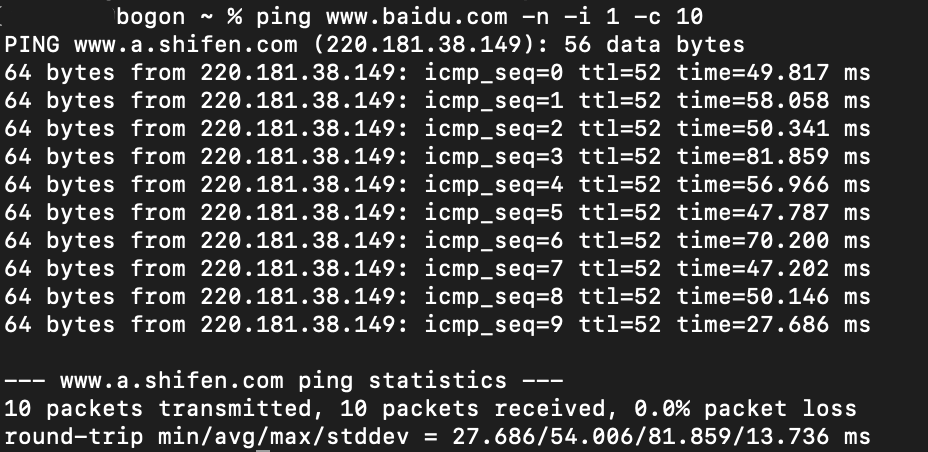 bogon ~ % ping www.baidu.com -n -i 1 -c 10
PING www.a.shifen.com (220.181.38.149): 56 data bytes
64 bytes from 220.181.38.149: icmp_seq=0 ttl=52 time=49.817 ms
64 bytes from 220.181.38.149: icmp_seq=1 ttl=52 time=58.058 ms
64 bytes from 220.181.38.149: icmp_seq=2 ttl=52 time=50.341 ms
64 bytes from 220.181.38.149: icmp_seq=3 ttl=52 time=81.859 ms
64 bytes from 220.181.38.149: icmp_seq=4 ttl=52 time=56.966 ms
64 bytes from 220.181.38.149: icmp_seq=5 ttl=52 time=47.787 ms
64 bytes from 220.181.38.149: icmp_seq=6 ttl=52 time=70.200 ms
64 bytes from 220.181.38.149: icmp_seq=7 ttl=52 time=47.202 ms
64 bytes from 220.181.38.149: icmp_seq=8 ttl=52 time=50.146 ms
64 bytes from 220.181.38.149: icmp_seq=9 ttl=52 time=27.686 ms
--- www.a.shifen.com ping statistics ---
10 packets transmitted, 10 packets received, 0.0% packet loss
round-trip min/avg/max/stddev = 27.686/54.006/81.859/13.736 ms